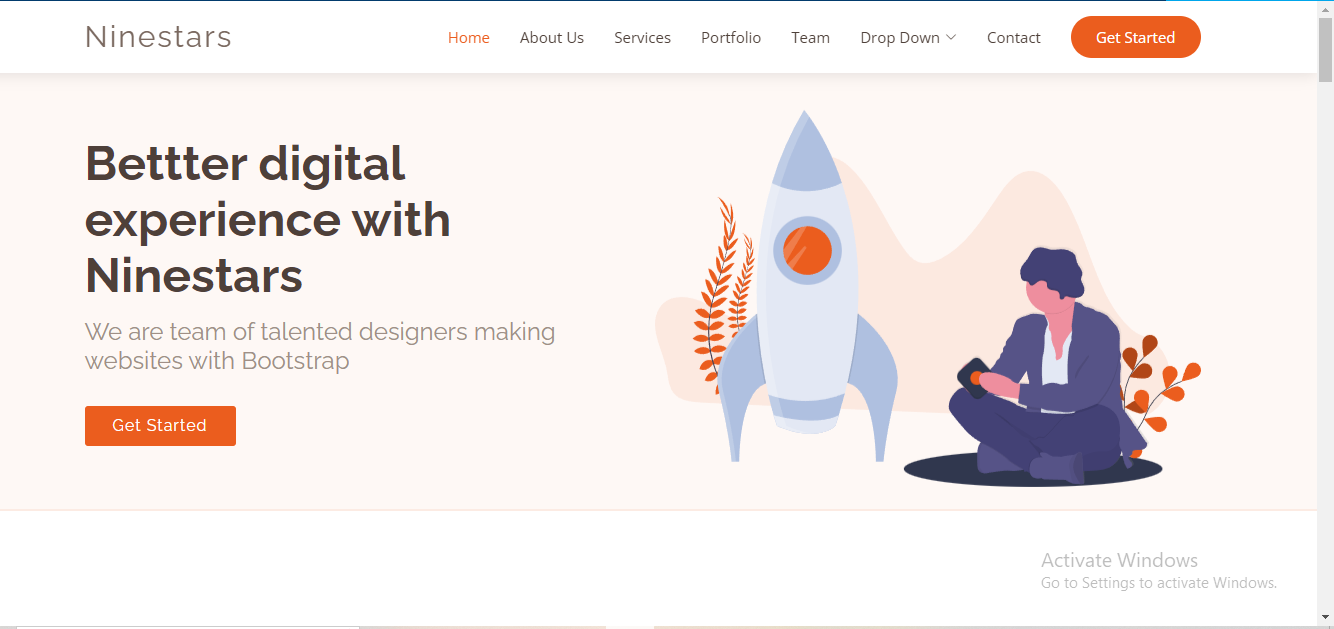 Ninestars
Home About Us Services Portfolio Team Drop Down Contact Get Started
Bettter digital
experience with
Ninestars
We are team of talented designers making
websites with Bootstrap
Get Started
Activate Windows
Go to Settings to activate Windows.